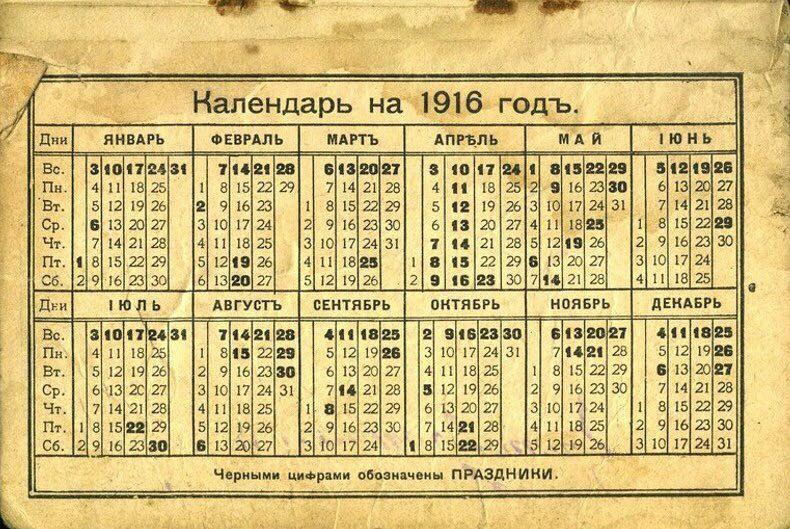 Календарь на 1916 годъ.
Дни ЯНВАРЬ ФЕВРАЛЬ МАРТЪ АПРѢЛЬ МАЙ ІЮНЬ
Вс. 3 10 17 24 31 7 14 21 28 6 13 20 27 3 10 17 24 1 8 15 22 29 5 12 19 26
Пн. 4 11 18 25 1 8 15 22 29 7 14 21 28 4 11 18 25 2 9 16 23 30 6 13 20 27
Вт. 5 12 19 26 2 9 16 23 1 8 15 22 29 5 12 19 26 3 10 17 24 31 7 14 21 28
Ср. 6 13 20 27 3 10 17 24 2 9 16 23 30 6 13 20 27 4 11 18 25 1 8 15 22 29
Чт. 7 14 21 28 4 11 18 25 3 10 17 24 31 7 14 21 28 5 12 19 26 2 9 16 23 30
Пт. 1 8 15 22 29 5 12 19 26 4 11 18 25 1 8 15 22 29 6 13 20 27 3 10 17 24
Сб. 2 9 16 23 30 6 13 20 27 5 12 19 26 2 9 16 23 30 7 14 21 28 4 11 18 25
Дни ІЮЛЬ АВГУСТЪ СЕНТЯБРЬ ОКТЯБРЬ НОЯБРЬ ДЕКАБРЬ
Вс. 3 10 17 24 31 7 14 21 28 4 11 18 25 2 9 16 23 30 6 13 20 27 4 11 18 25
Пн. 4 11 18 25 1 8 15 22 29 5 12 19 26 3 10 17 24 31 7 14 21 28 5 12 19 26
Вт. 5 12 19 26 2 9 16 23 30 6 13 20 27 4 11 18 25 1 8 15 22 29 6 13 20 27
Ср. 6 13 20 27 3 10 17 24 31 7 14 21 28 5 12 19 26 2 9 16 23 30 7 14 21 28
Чт. 7 14 21 28 4 11 18 25 1 8 15 22 29 6 13 20 27 3 10 17 24 1 8 15 22 29
Пт. 1 8 15 22 29 5 12 19 26 2 9 16 23 30 7 14 21 28 4 11 18 25 2 9 16 23 30
Сб. 2 9 16 23 30 6 13 20 27 3 10 17 24 1 8 15 22 29 5 12 19 26 3 10 17 24 31
Черными цифрами обозначены ПРАЗДНИКИ.